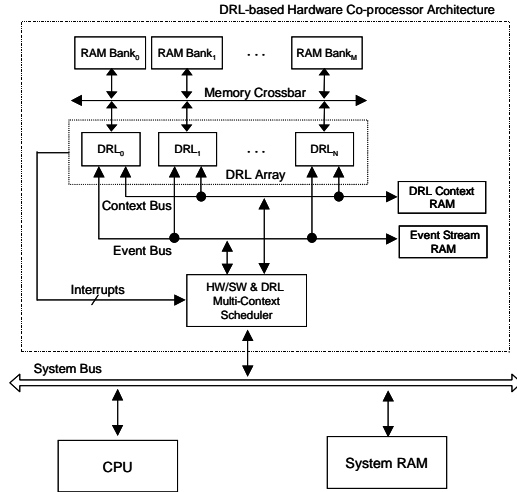 DRL-based Hardware Co-processor Architecture
RAM Bank0 RAM Bank1 . . . RAM BankM
Memory Crossbar
DRL0 DRL1 . . . DRLN
DRL Array
Context Bus
DRL Context
RAM
Event Bus
Event Stream
RAM
Interrupts
HW/SW & DRL
Multi-Context
Scheduler
System Bus
CPU
System RAM